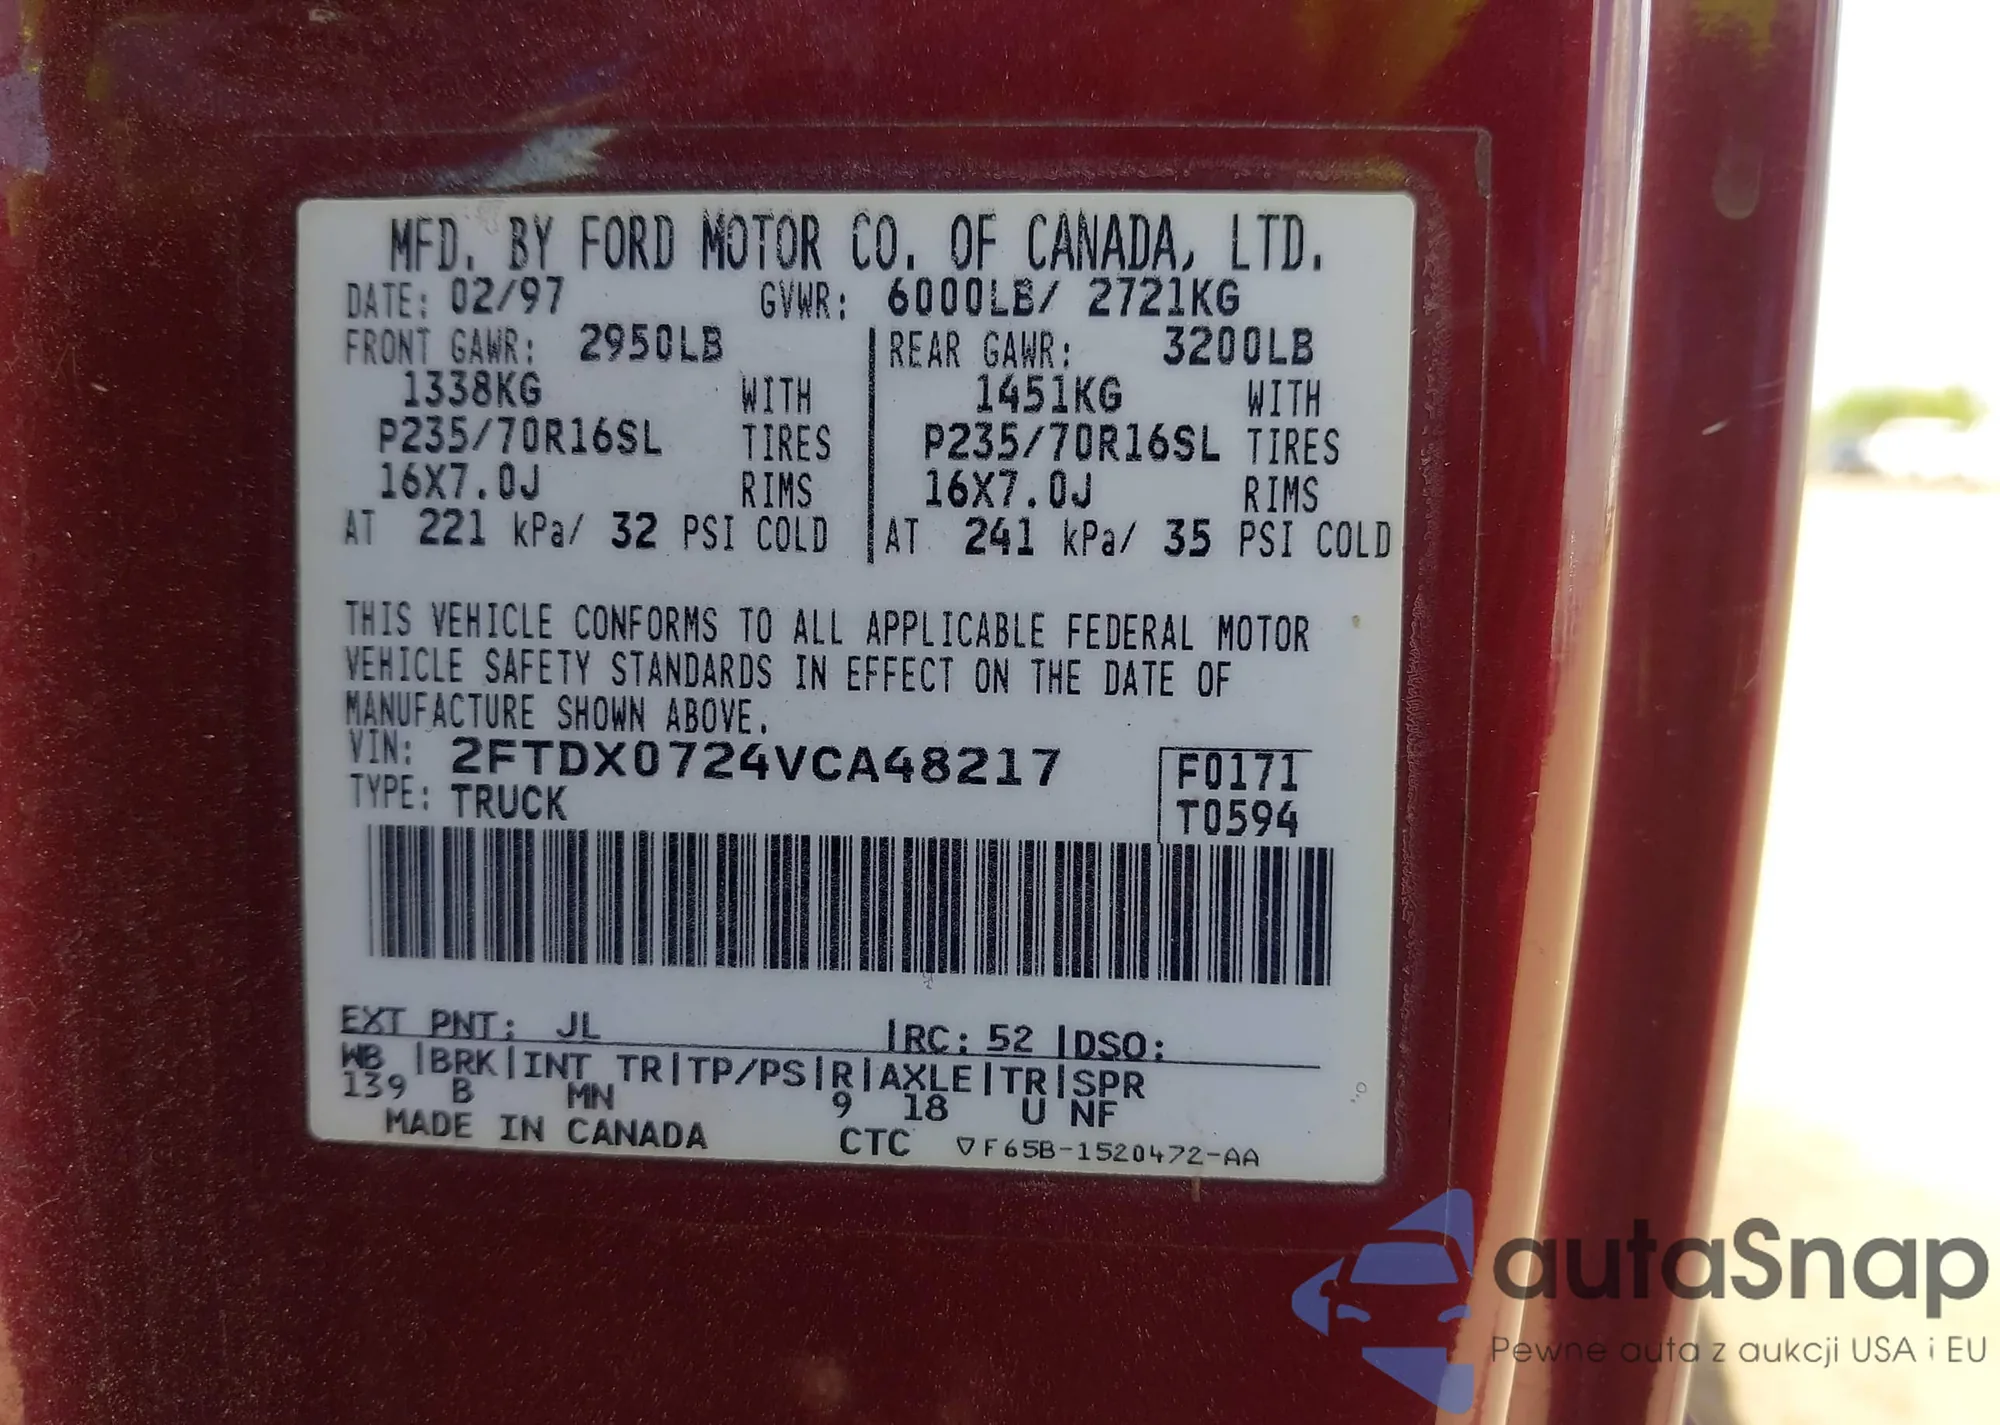 MFD. BY FORD MOTOR CO. OF CANADA, LTD.
DATE: 02/97 GVWR: 6000LB/ 2721KG
FRONT GAWR: 2950LB REAR GAWR: 3200LB
1338KG WITH 1451KG WITH
P235/70R16SL TIRES P235/70R16SL TIRES
16X7.0J RIMS 16X7.0J RIMS
AT 221 kPa/ 32 PSI COLD AT 241 kPa/ 35 PSI COLD
THIS VEHICLE CONFORMS TO ALL APPLICABLE FEDERAL MOTOR
VEHICLE SAFETY STANDARDS IN EFFECT ON THE DATE OF
MANUFACTURE SHOWN ABOVE.
VIN: 2FTDX0724VCA48217 F0171
TYPE: TRUCK T0594
EXT PNT: JL |RC: 52 |DSO:
WB |BRK|INT TR|TP/PS|R|AXLE|TR|SPR
139 B MN 9 18 U NF
MADE IN CANADA CTC ▽F65B-1520472-AA
autaSnap
Pewne auta z aukcji USA i EU